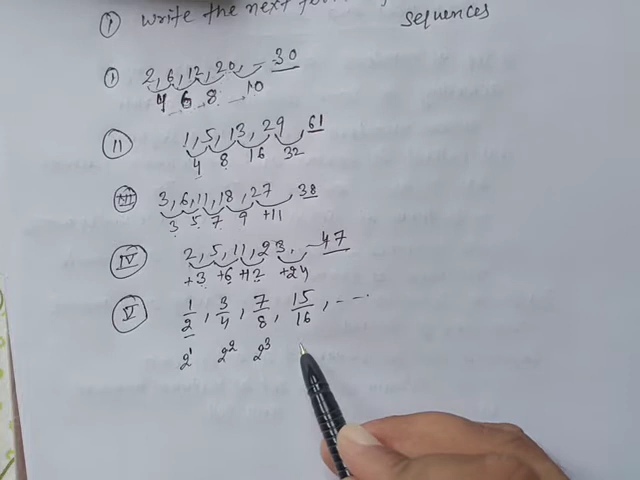 ① Write the next
sequences
① 2, 6, 12, 20, - 30
4 6 8 10
II 1, 5, 13, 29, 61
4 8 16 32
III 3, 6, 11, 18, 27, 38
3 5 7 9 +11
IV 2, 5, 11, 23, - 47
+3 +6 +12 +24
V 1/2, 3/4, 7/8, 15/16, ---
2¹ 2² 2³